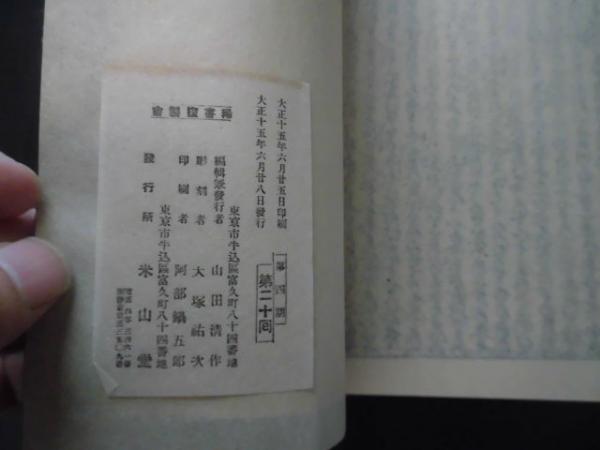 大正十五年六月廿五日印刷
大正十五年六月廿八日發行
第四期
第二十回
稀書複製會
東京市牛込區富久町八十四番地
編輯兼發行者 山田清作
彫刻者 大塚祐次
印刷者 阿部鍋五郎
東京市牛込區富久町八十四番地
發行所 米山堂